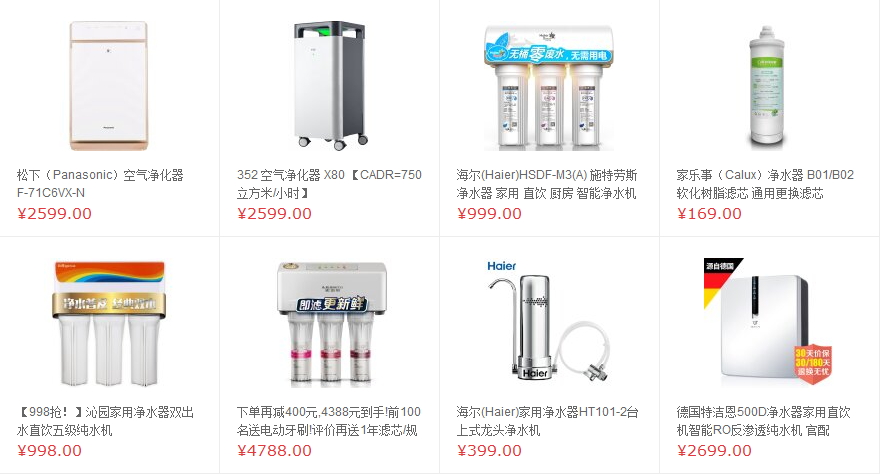 无桶 零废水，无需用电
松下（Panasonic）空气净化器
F-71C6VX-N
¥2599.00
352 空气净化器 X80 【CADR=750
立方米/小时】
¥2599.00
海尔(Haier)HSDF-M3(A) 施特劳斯
净水器 家用 直饮 厨房 智能净水机
¥999.00
家乐事（Calux）净水器 B01/B02
软化树脂滤芯 通用更换滤芯
¥169.00
即滤更新鲜
Haier
Haier
源自德国
30天价保
30/180天
退换无忧
【998抢！】沁园家用净水器双出
水直饮五级纯水机
¥998.00
下单再减400元,4388元到手!前100
名送电动牙刷!评价再送1年滤芯/规
¥4788.00
海尔(Haier)家用净水器HT101-2台
上式龙头净水机
¥399.00
德国特洁恩500D净水器家用直饮
机智能RO反渗透纯水机 官配
¥2699.00